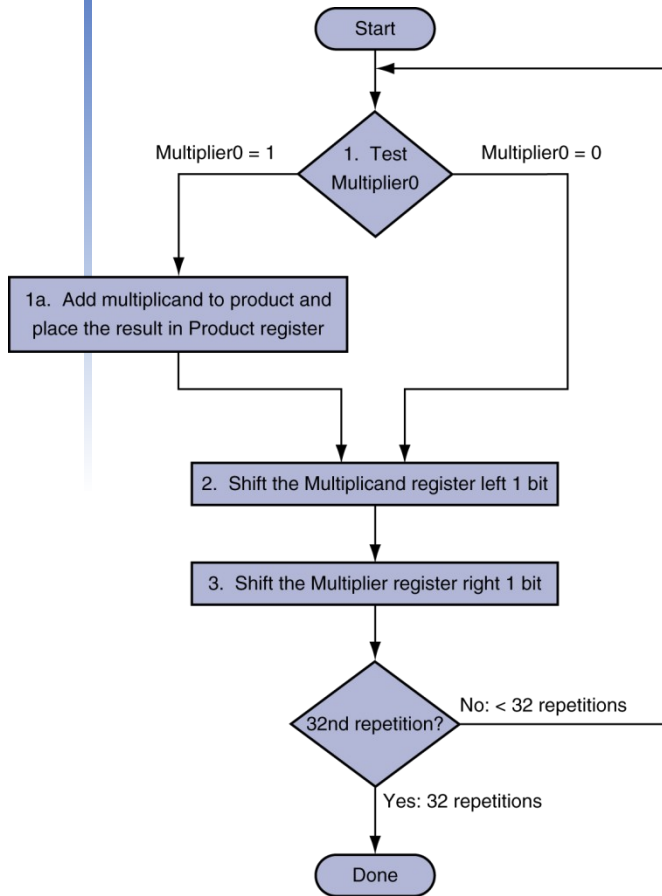 Start
Multiplier0 = 1
1. Test
Multiplier0
Multiplier0 = 0
1a. Add multiplicand to product and
place the result in Product register
2. Shift the Multiplicand register left 1 bit
3. Shift the Multiplier register right 1 bit
32nd repetition?
No: < 32 repetitions
Yes: 32 repetitions
Done